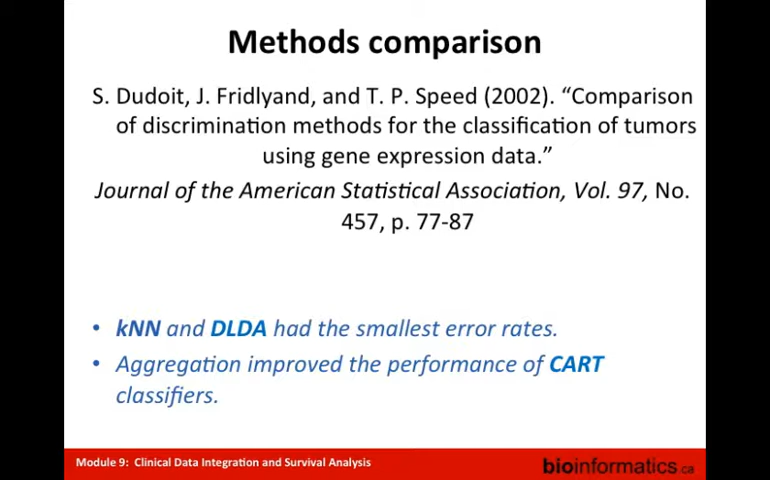 Methods comparison
S. Dudoit, J. Fridlyand, and T. P. Speed (2002). “Comparison
of discrimination methods for the classification of tumors
using gene expression data.”
Journal of the American Statistical Association, Vol. 97, No.
457, p. 77-87
• kNN and DLDA had the smallest error rates.
• Aggregation improved the performance of CART
classifiers.
Module 9: Clinical Data Integration and Survival Analysis
bioinformatics.ca